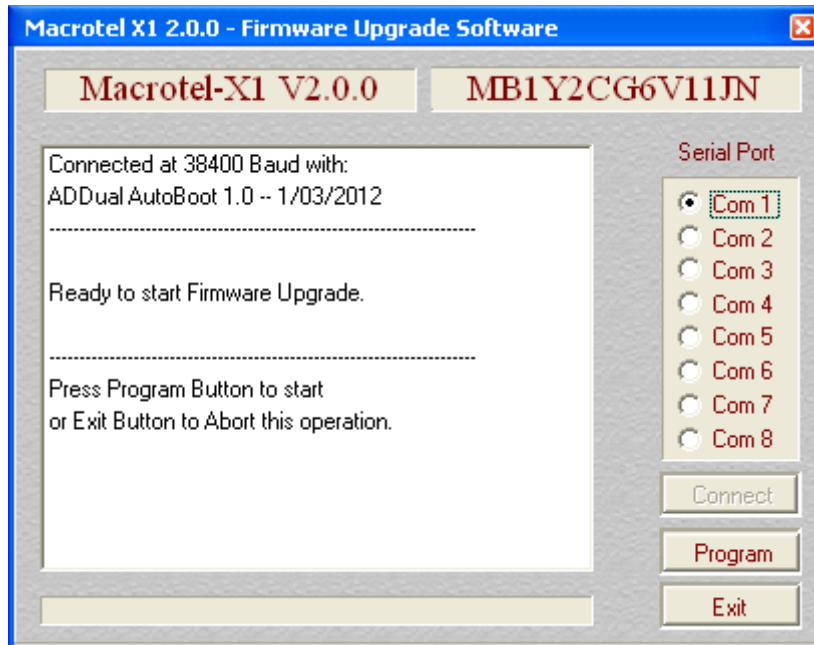 Macrotel X1 2.0.0 - Firmware Upgrade Software
Macrotel-X1 V2.0.0
MB1Y2CG6V11JN
Connected at 38400 Baud with:
ADDual AutoBoot 1.0 -- 1/03/2012
-----------------------------------------------------------------------
Ready to start Firmware Upgrade.
-----------------------------------------------------------------------
Press Program Button to start
or Exit Button to Abort this operation.
Serial Port
Com 1
Com 2
Com 3
Com 4
Com 5
Com 6
Com 7
Com 8
Connect
Program
Exit